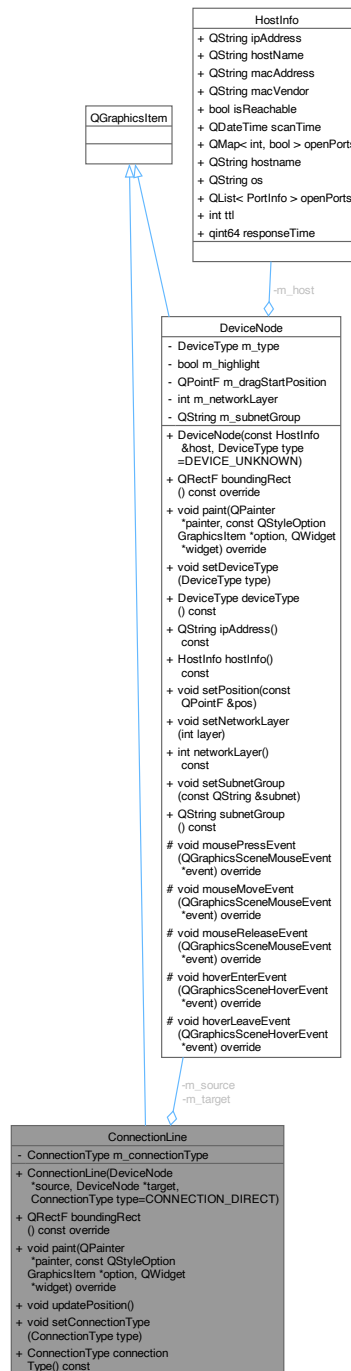 HostInfo
+ QString ipAddress
+ QString hostName
+ QString macAddress
+ QString macVendor
+ bool isReachable
+ QDateTime scanTime
+ QMap< int, bool > openPorts
+ QString hostname
+ QString os
+ QList< PortInfo > openPorts
+ int ttl
+ qint64 responseTime
QGraphicsItem
-m_host
DeviceNode
- DeviceType m_type
- bool m_highlight
- QPointF m_dragStartPosition
- int m_networkLayer
- QString m_subnetGroup
+ DeviceNode(const HostInfo
&host, DeviceType type
=DEVICE_UNKNOWN)
+ QRectF boundingRect
() const override
+ void paint(QPainter
*painter, const QStyleOption
GraphicsItem *option, QWidget
*widget) override
+ void setDeviceType
(DeviceType type)
+ DeviceType deviceType
() const
+ QString ipAddress()
const
+ HostInfo hostInfo()
const
+ void setPosition(const
QPointF &pos)
+ void setNetworkLayer
(int layer)
+ int networkLayer()
const
+ void setSubnetGroup
(const QString &subnet)
+ QString subnetGroup
() const
# void mousePressEvent
(QGraphicsSceneMouseEvent
*event) override
# void mouseMoveEvent
(QGraphicsSceneMouseEvent
*event) override
# void mouseReleaseEvent
(QGraphicsSceneMouseEvent
*event) override
# void hoverEnterEvent
(QGraphicsSceneHoverEvent
*event) override
# void hoverLeaveEvent
(QGraphicsSceneHoverEvent
*event) override
-m_source
-m_target
ConnectionLine
- ConnectionType m_connectionType
+ ConnectionLine(DeviceNode
*source, DeviceNode *target,
ConnectionType type=CONNECTION_DIRECT)
+ QRectF boundingRect
() const override
+ void paint(QPainter
*painter, const QStyleOption
GraphicsItem *option, QWidget
*widget) override
+ void updatePosition()
+ void setConnectionType
(ConnectionType type)
+ ConnectionType connection
Type() const